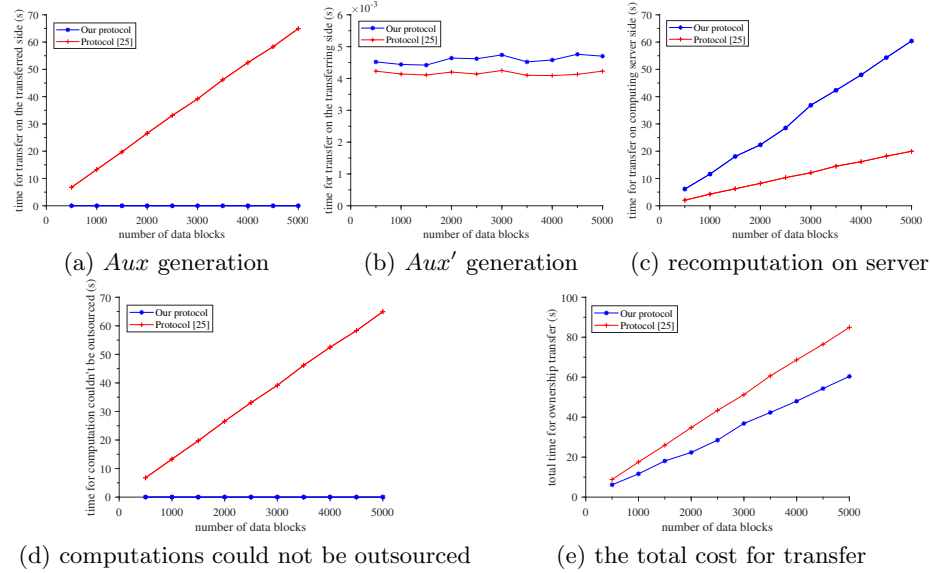 time for transfer on the transferred side (s)
70
60
50
40
30
20
10
0
0 1000 2000 3000 4000 5000
number of data blocks
Our protocol
Protocol [25]
(a) Aux generation
time for transfer on the transferring side (s)
×10^-3
6
5
4
3
2
1
0
0 1000 2000 3000 4000 5000
number of data blocks
Our protocol
Protocol [25]
(b) Aux' generation
time for transfer on computing server side (s)
70
60
50
40
30
20
10
0
0 1000 2000 3000 4000 5000
number of data blocks
Our protocol
Protocol [25]
(c) recomputation on server
time for computation couldn't be outsourced (s)
70
60
50
40
30
20
10
0
0 1000 2000 3000 4000 5000
number of data blocks
Our protocol
Protocol [25]
(d) computations could not be outsourced
total time for ownership transfer (s)
100
80
60
40
20
0
0 1000 2000 3000 4000 5000
number of data blocks
Our protocol
Protocol [25]
(e) the total cost for transfer